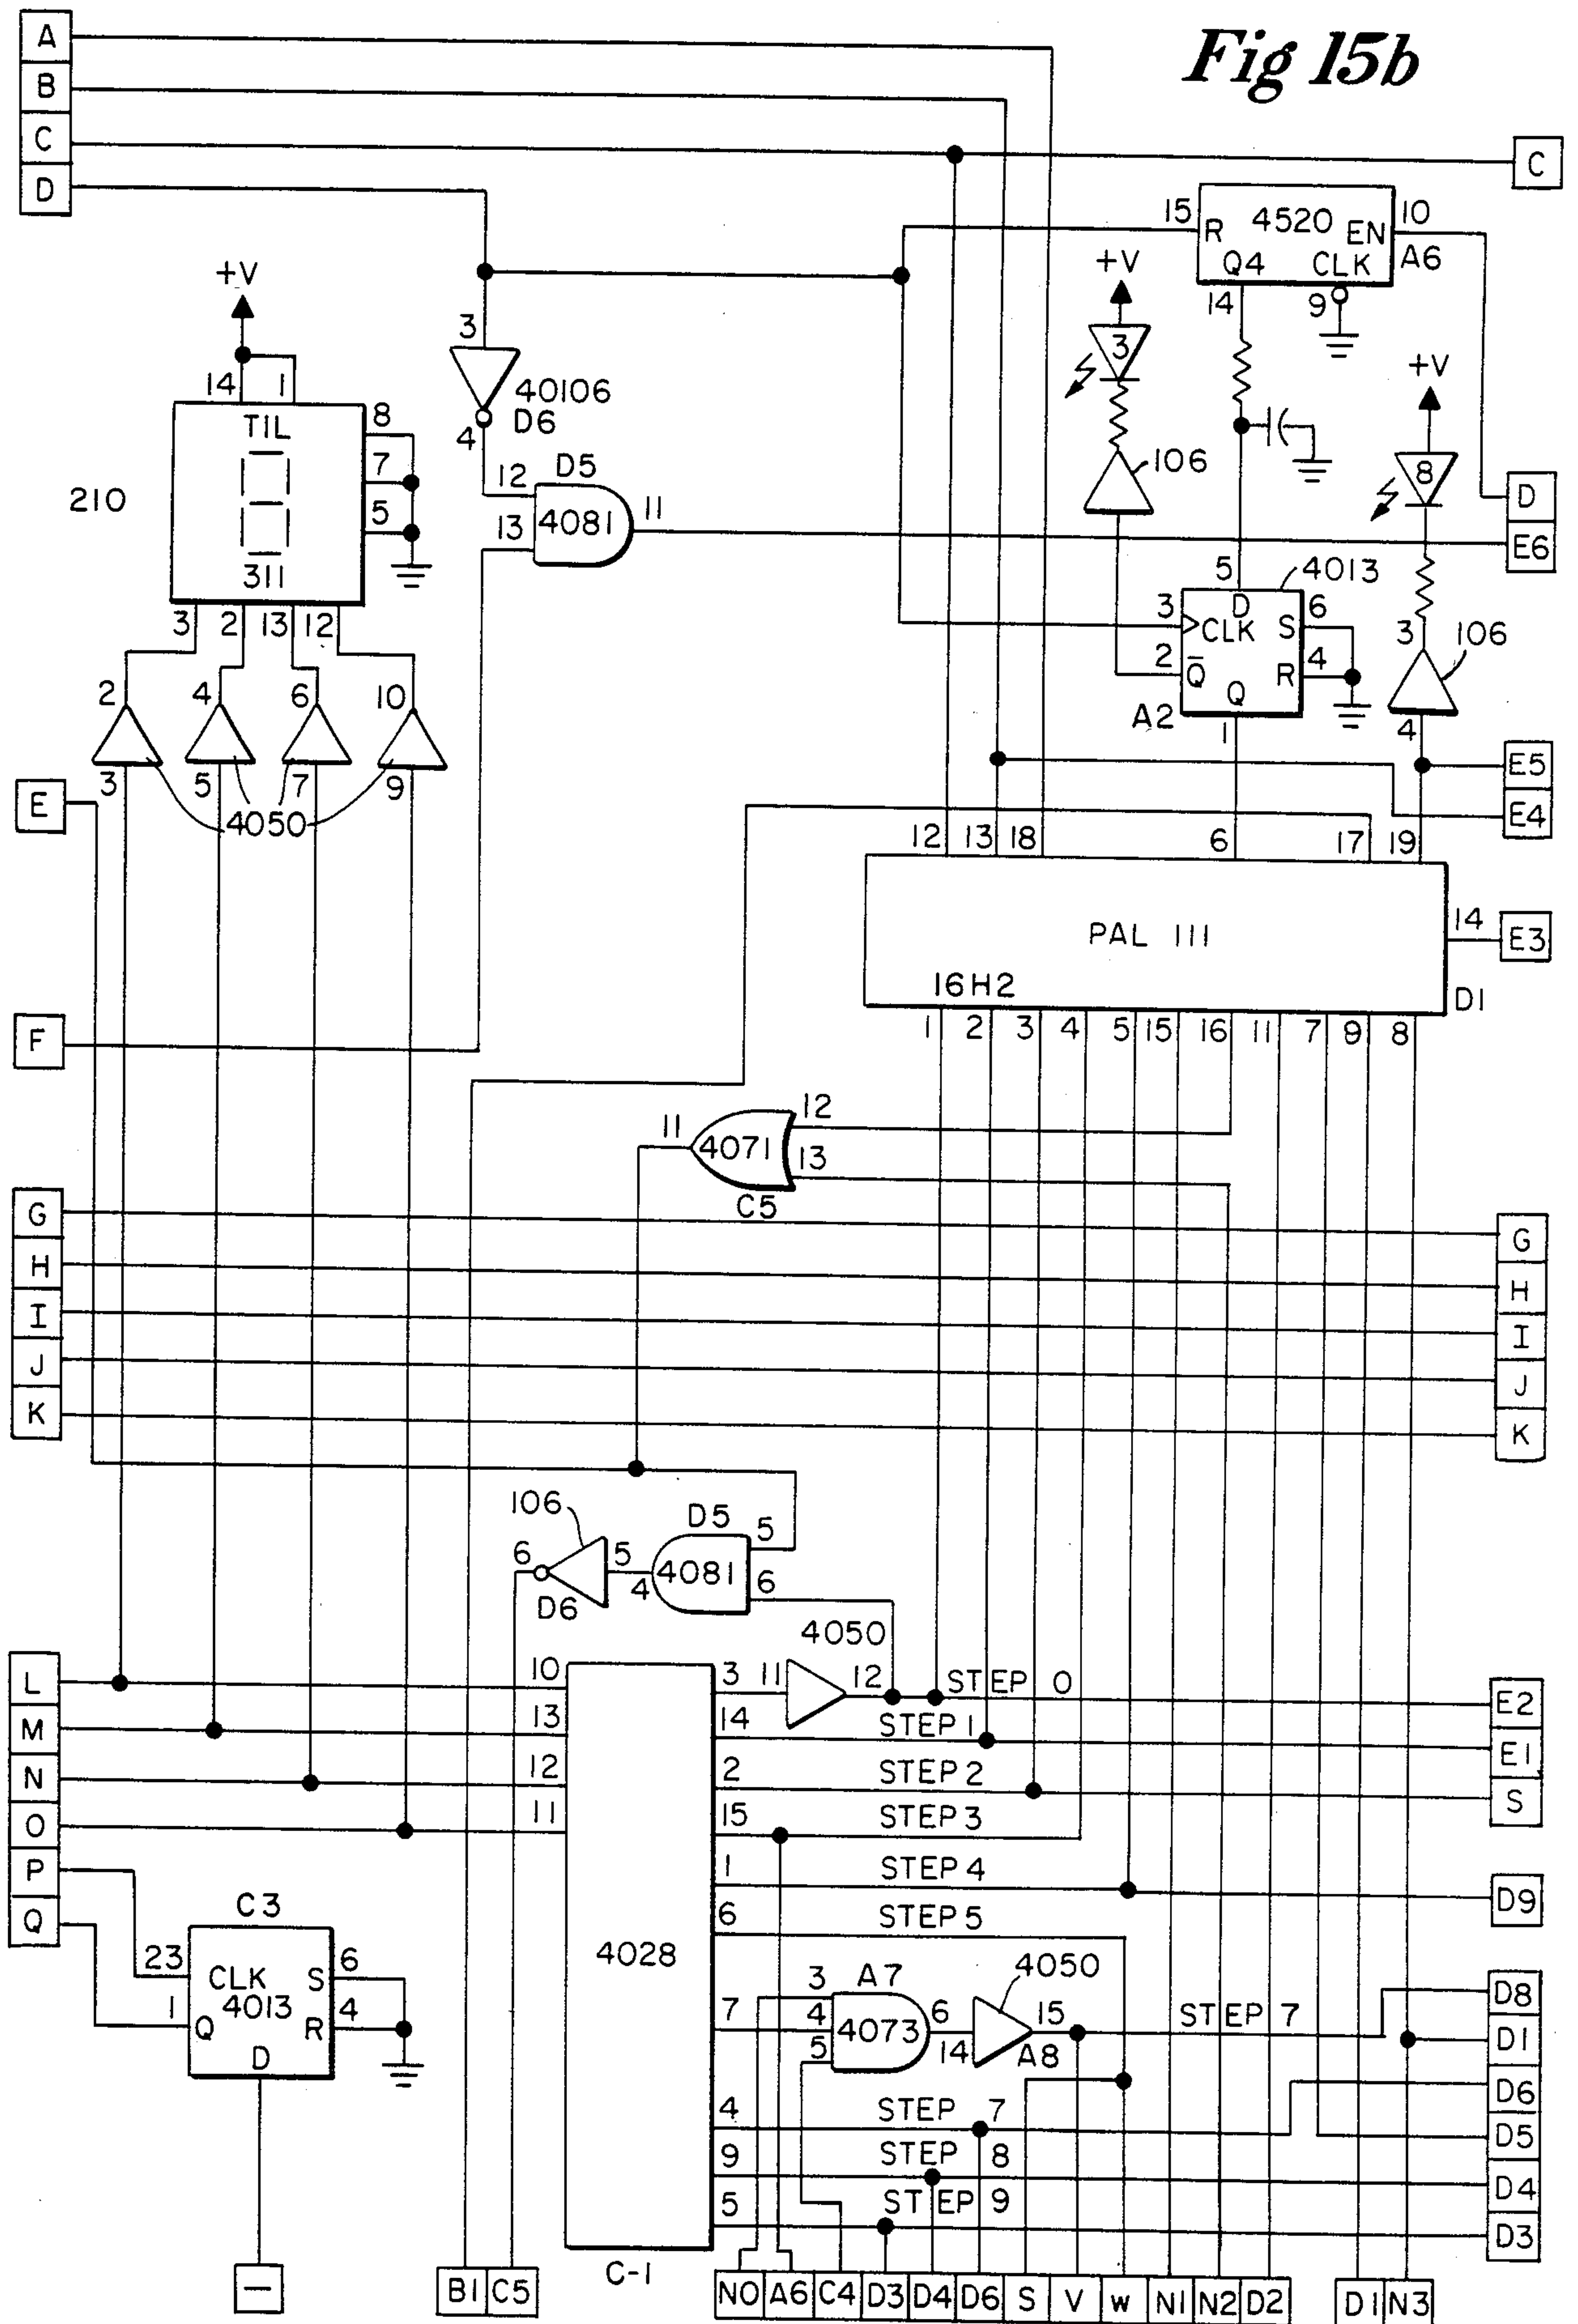 Fig 15b
A
B
C
D
C
15 R 4520 EN 10
Q4 CLK A6
14 9
+V
+V
3
+V
14 1
3
40106
D6
4
TIL
8
7
5
210
311
D5
12
13 4081 11
106
8
D
E6
3 2 13 12
5 4013
3 D 6
CLK S
2 Q̅ R 4
Q
A2
1
3 106
4
2 4 6 10
3 5 7 9
4050
E5
E4
E
12 13 18 6 17 19
PAL 111
14 E3
16H2
D1
F
1 2 3 4 5 15 16 11 7 9 8
11 4071 12
13
C5
G
H
I
J
K
G
H
I
J
K
106
D5
6 5 4081 5
4 6
D6
4050
L
M
N
O
P
Q
10
13
12
11
3 11 12 STEP 0
14 STEP 1
2 STEP 2
15 STEP 3
1 STEP 4
6 STEP 5
E2
E1
S
D9
4028
C3
23 CLK S 6
4013
1 Q R 4
D
A7
3
7 4 4073 6
5
4050
14 15
A8
STEP 7
4 STEP 7
9 STEP 8
5 STEP 9
D8
D1
D6
D5
D4
D3
C-1
B1 C5
NO A6 C4 D3 D4 D6 S V W N1 N2 D2 D1 N3